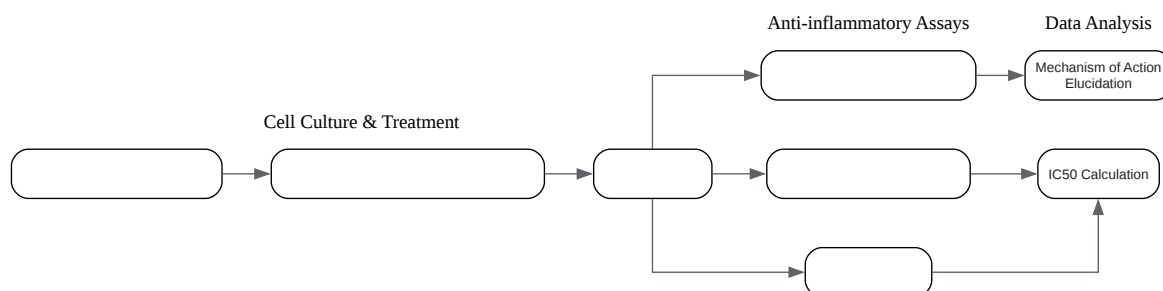 Anti-inflammatory Assays
Data Analysis
Mechanism of Action
Elucidation
Cell Culture & Treatment
IC50 Calculation